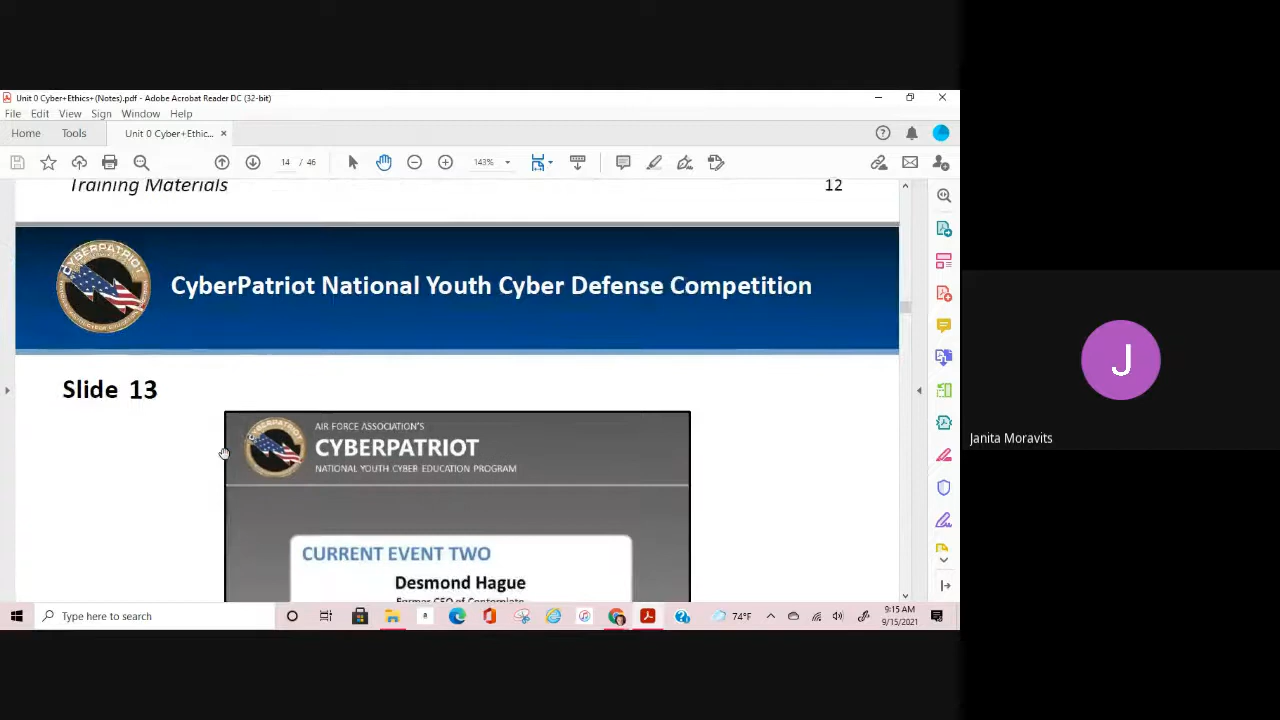 Unit 0 Cyber+Ethics+(Notes).pdf - Adobe Acrobat Reader DC (32-bit)
File Edit View Sign Window Help
Home Tools Unit 0 Cyber+Ethic... ×
14 / 46 143%
Training Materials 12
CYBERPATRIOT
CyberPatriot National Youth Cyber Defense Competition
Slide 13
AIR FORCE ASSOCIATION'S
CYBERPATRIOT
NATIONAL YOUTH CYBER EDUCATION PROGRAM
CURRENT EVENT TWO
Desmond Hague
J
Janita Moravits
Type here to search
a
74°F
9:15 AM
9/15/2021